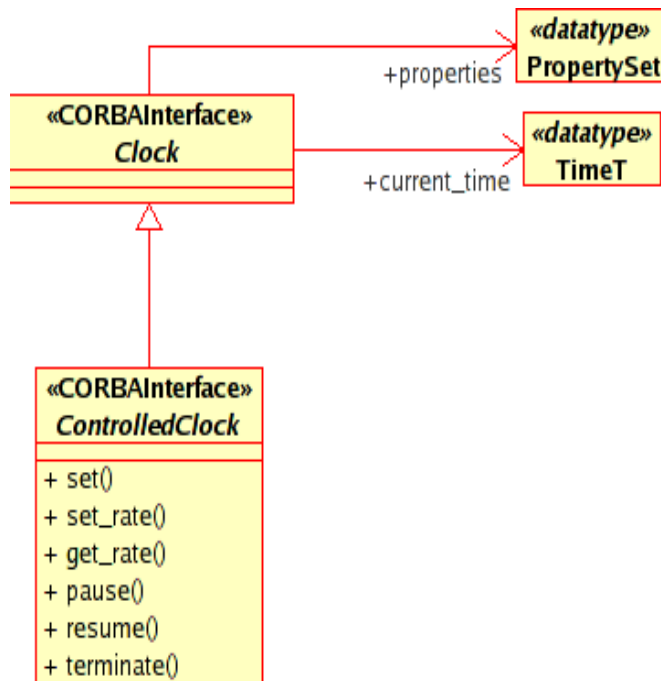 «datatype»
PropertySet
+properties
«CORBAInterface»
Clock
«datatype»
TimeT
+current_time
«CORBAInterface»
ControlledClock
+ set()
+ set_rate()
+ get_rate()
+ pause()
+ resume()
+ terminate()